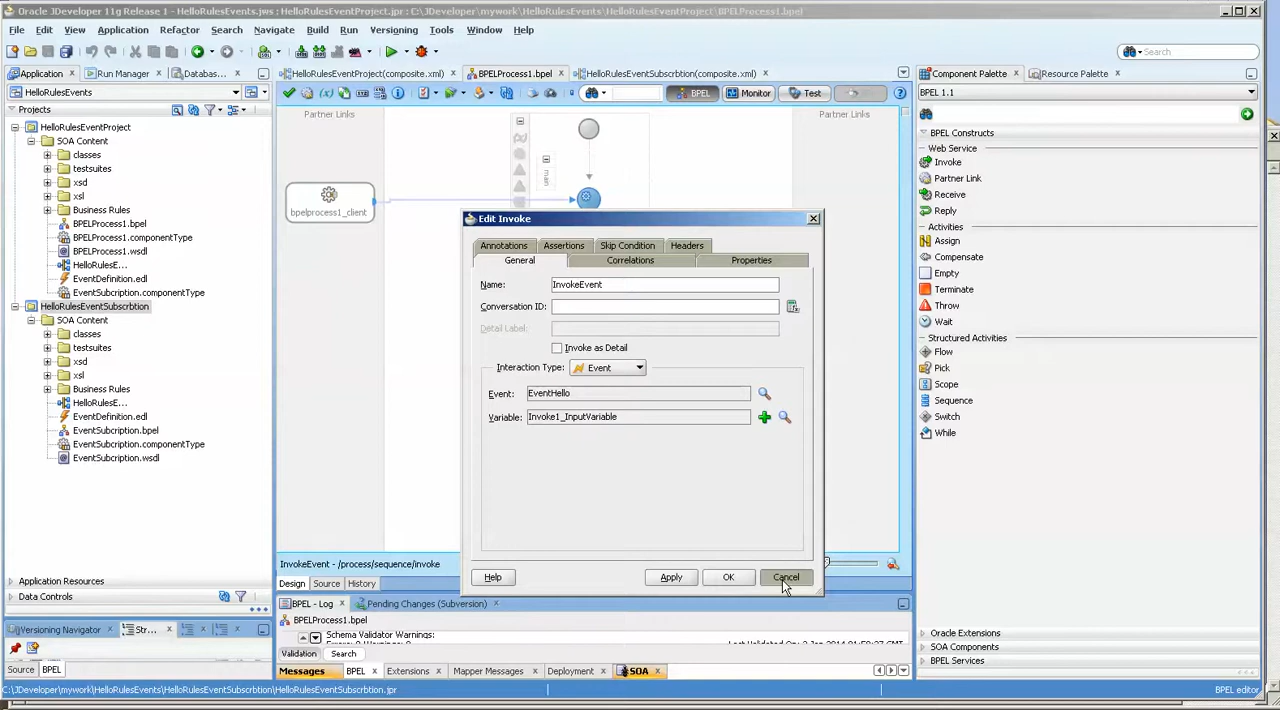 Oracle JDeveloper 11g Release 1 - HelloRulesEvents.jws : HelloRulesEventProject.jpr : C:\JDeveloper\mywork\HelloRulesEvents\HelloRulesEventProject\BPELProcess1.bpel
File Edit View Application Refactor Search Navigate Build Run Versioning Tools Window Help
Search
Application Run Manager Databas...
HelloRulesEventProject(composite.xml) BPELProcess1.bpel HelloRulesEventSubscrbtion(composite.xml)
Component Palette Resource Palette
HelloRulesEvents
BPEL Monitor Test
BPEL 1.1
Projects
Partner Links
Partner Links
HelloRulesEventProject
SOA Content
classes
testsuites
xsd
xsl
Business Rules
BPELProcess1.bpel
BPELProcess1.componentType
BPELProcess1.wsdl
HelloRulesE...
EventDefinition.edl
EventSubcription.componentType
HelloRulesEventSubscrbtion
SOA Content
classes
testsuites
xsd
xsl
Business Rules
HelloRulesE...
EventDefinition.edl
EventSubcription.bpel
EventSubcription.componentType
EventSubcription.wsdl
Application Resources
Data Controls
Versioning Navigator Str...
Source BPEL
bpelprocess1_client
man
Edit Invoke
Annotations Assertions Skip Condition Headers
General Correlations Properties
Name: InvokeEvent
Conversation ID:
Detail Label:
Invoke as Detail
Interaction Type: Event
Event: EventHello
Variable: Invoke1_InputVariable
Help Apply OK Cancel
InvokeEvent - /process/sequence/invoke
Design Source History
BPEL - Log Pending Changes (Subversion)
BPELProcess1.bpel
Schema Validator Warnings:
Validation Search
Messages BPEL Extensions Mapper Messages Deployment SOA
BPEL Constructs
Web Service
Invoke
Partner Link
Receive
Reply
Activities
Assign
Compensate
Empty
Terminate
Throw
Wait
Structured Activities
Flow
Pick
Scope
Sequence
Switch
While
Oracle Extensions
SOA Components
BPEL Services
C:\JDeveloper\mywork\HelloRulesEvents\HelloRulesEventSubscrbtion\HelloRulesEventSubscrbtion.jpr
BPEL editor